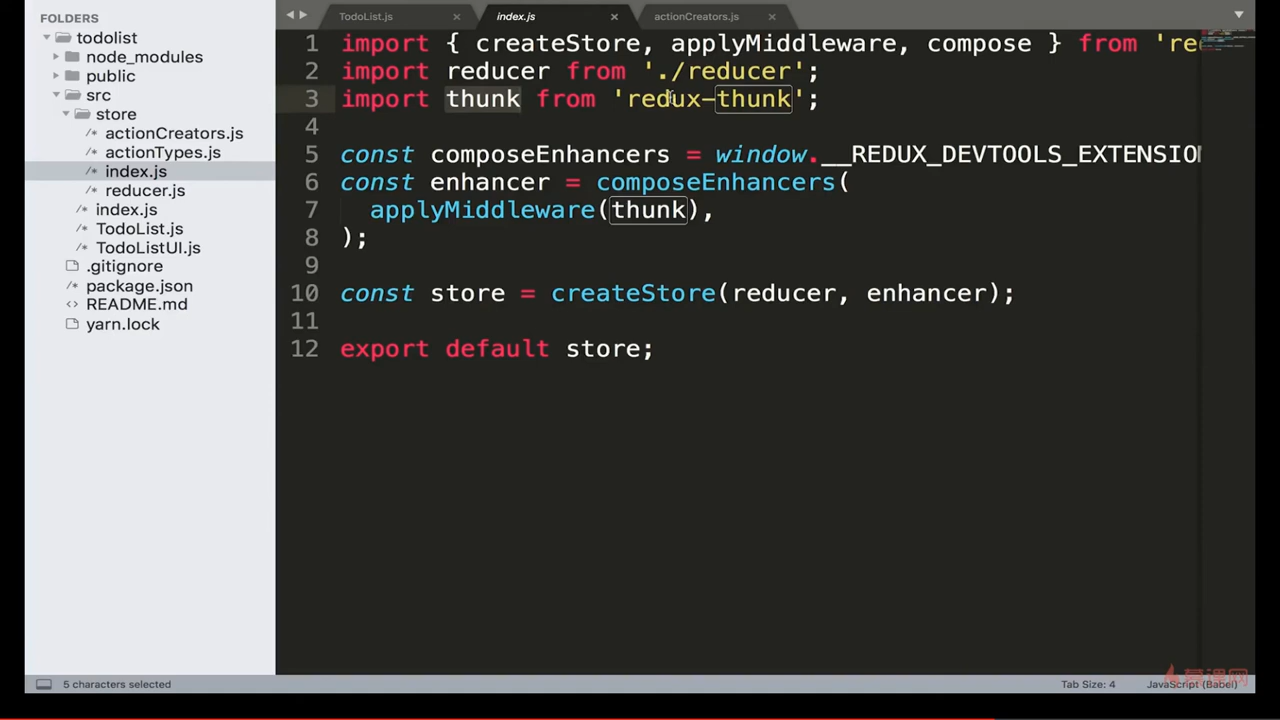 FOLDERS
todolist
node_modules
public
src
store
/* actionCreators.js
/* actionTypes.js
/* index.js
/* reducer.js
/* index.js
/* TodoList.js
/* TodoListUI.js
.gitignore
package.json
README.md
yarn.lock
TodoList.js × index.js × actionCreators.js ×
1 import { createStore, applyMiddleware, compose } from 're
2 import reducer from './reducer';
3 import thunk from 'redux-thunk';
4
5 const composeEnhancers = window.__REDUX_DEVTOOLS_EXTENSION
6 const enhancer = composeEnhancers(
7 applyMiddleware(thunk),
8 );
9
10 const store = createStore(reducer, enhancer);
11
12 export default store;
5 characters selected
Tab Size: 4
JavaScript (Babel)
慕课网